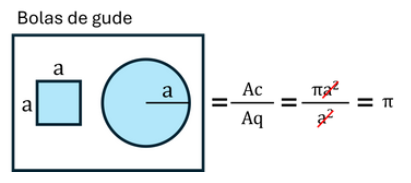 Bolas de gude
a
a
a
= Ac/Aq = πa²/a² = π